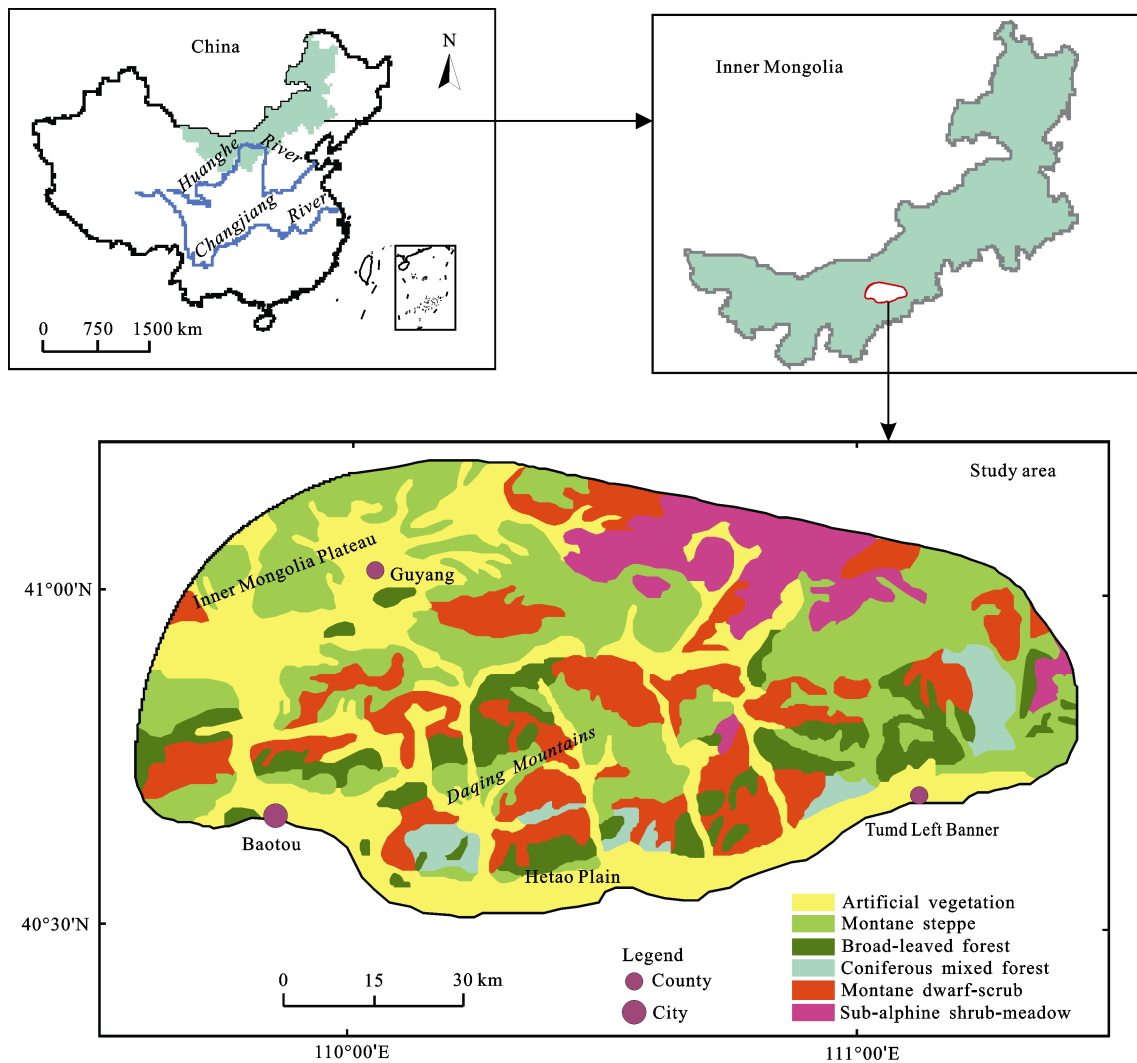 China
N
Huanghe River
Changjiang River
0 750 1500 km
Inner Mongolia
Study area
Inner Mongolia Plateau
Guyang
41°00'N
Daqing Mountains
Baotou
Tumd Left Banner
Hetao Plain
40°30'N
Artificial vegetation
Montane steppe
Broad-leaved forest
Coniferous mixed forest
Montane dwarf-scrub
Sub-alphine shrub-meadow
Legend
County
City
0 15 30 km
110°00'E
111°00'E